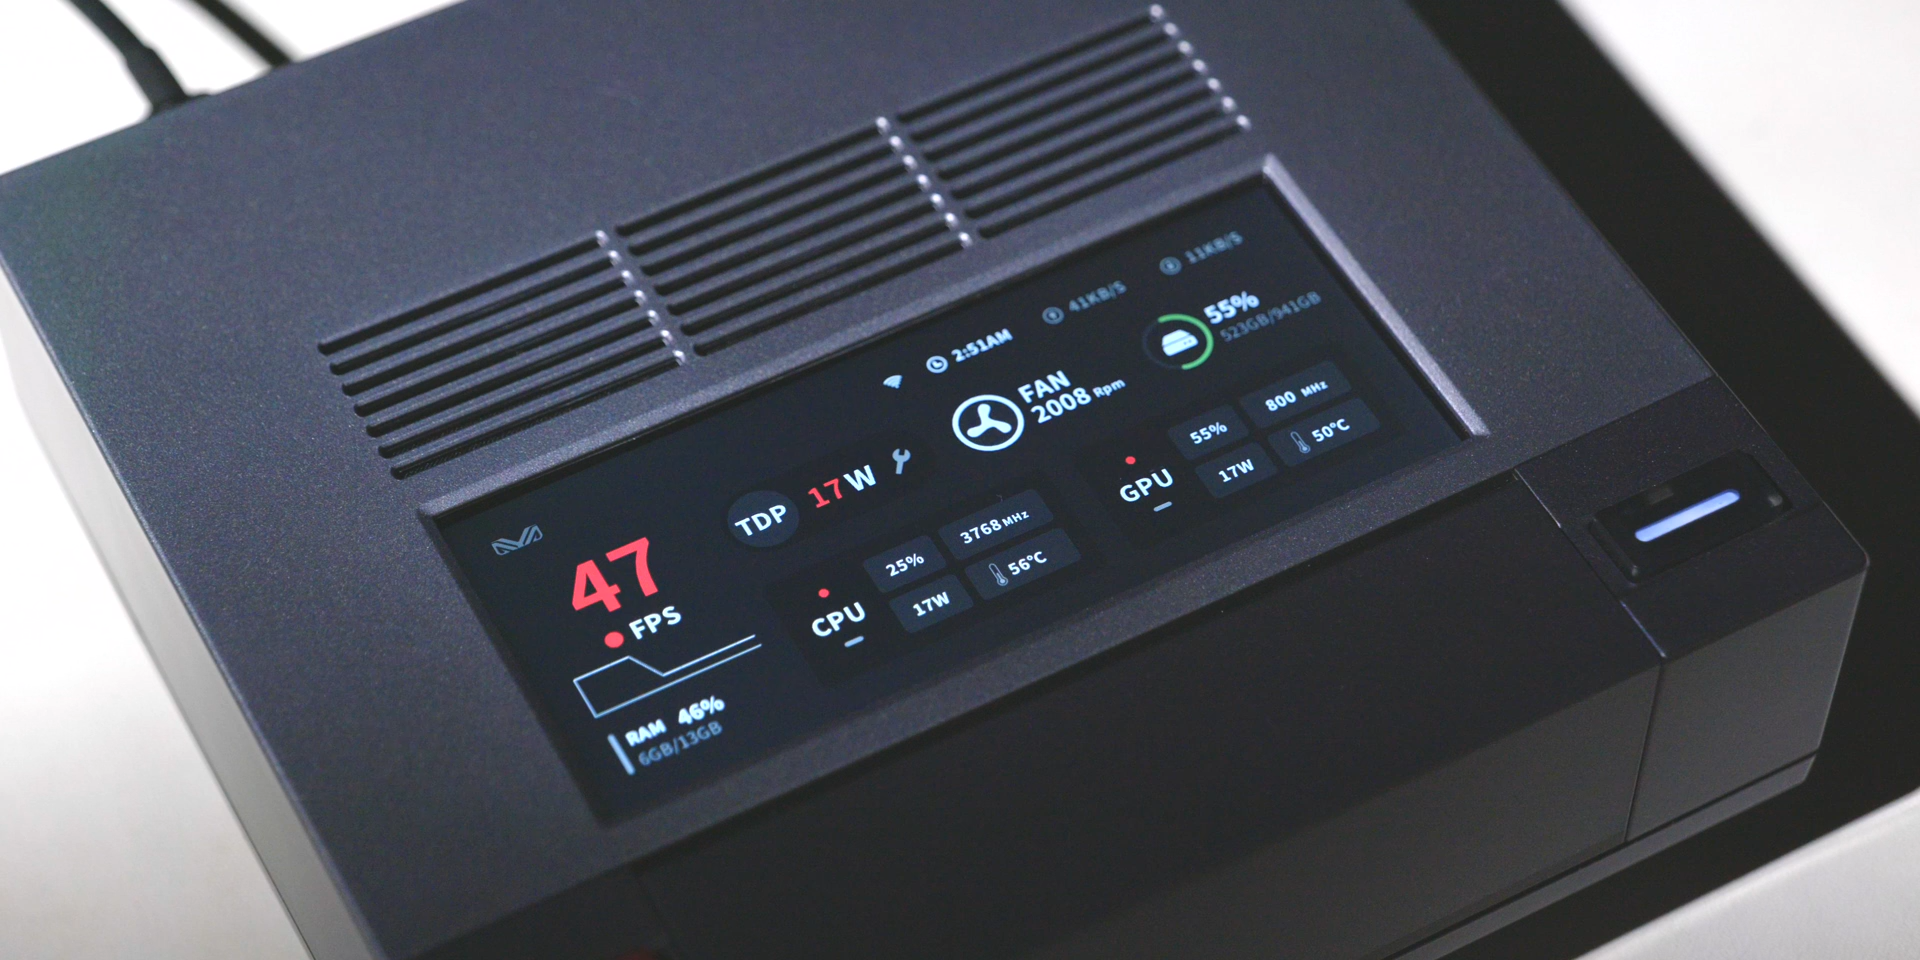 2:51AM
41KB/S
11KB/S
47
FPS
TDP 17W
FAN
2008 Rpm
55%
523GB/941GB
RAM 46%
6GB/13GB
CPU
25%
3768 MHz
17W
56°C
GPU
55%
800 MHz
17W
50°C